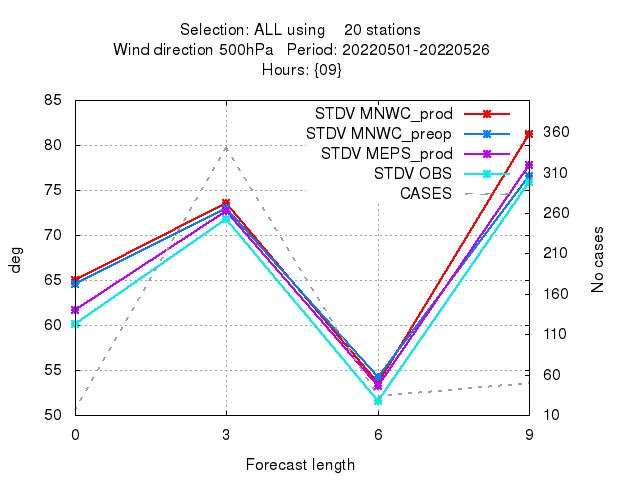 Selection: ALL using    20 stations
Wind direction 500hPa   Period: 20220501-20220526
Hours: {09}
STDV MNWC_prod
STDV MNWC_preop
STDV MEPS_prod
STDV OBS
CASES
85
80
75
70
65
60
55
50
deg
360
310
260
210
160
110
60
10
No cases
0 3 6 9
Forecast length